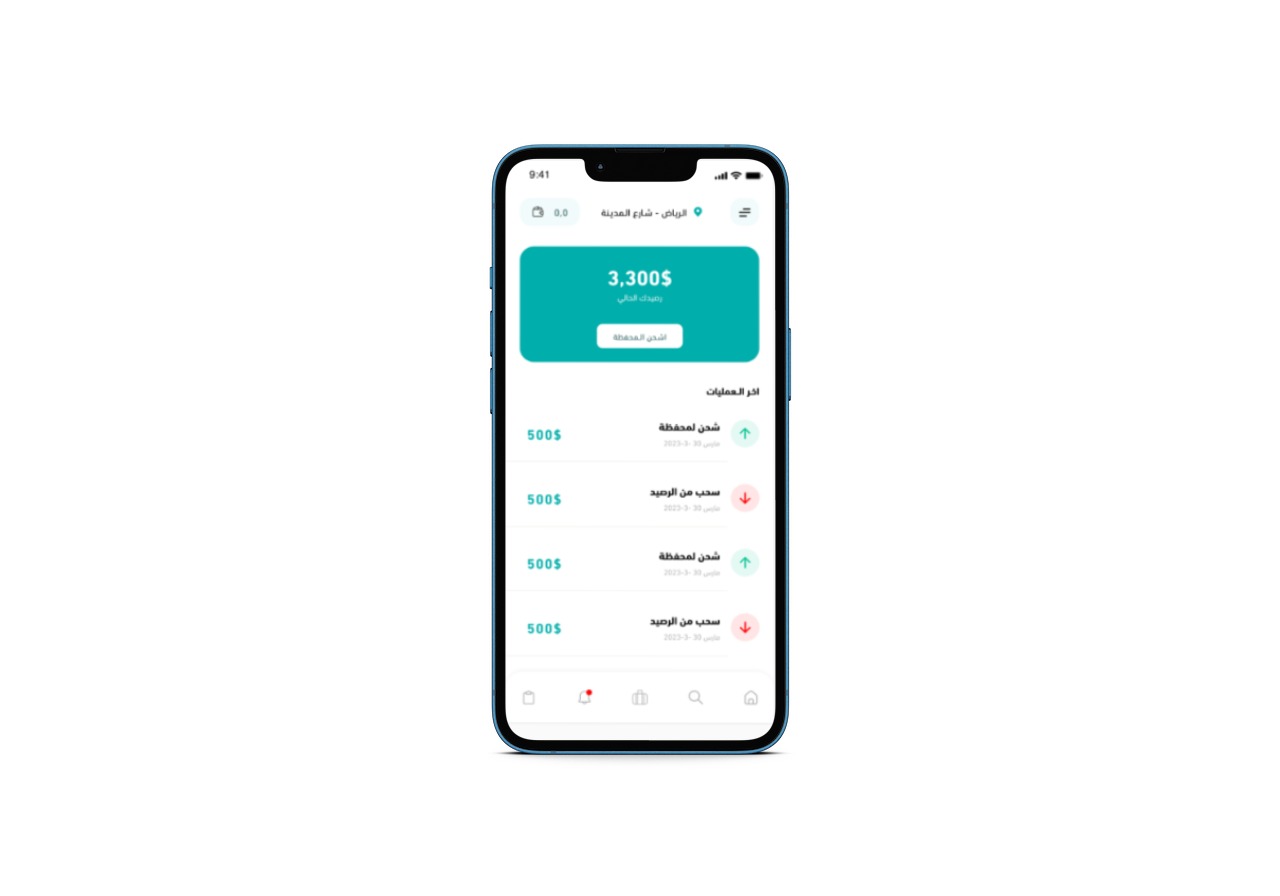 9:41
الرياض - شارع المدينة
0,0
3,300$
رصيدك الحالي
اشحن المحفظة
اخر العمليات
شحن لمحفظة
500$
مارس 30 -3-2023
سحب من الرصيد
500$
مارس 30 -3-2023
شحن لمحفظة
500$
مارس 30 -3-2023
سحب من الرصيد
500$
مارس 30 -3-2023